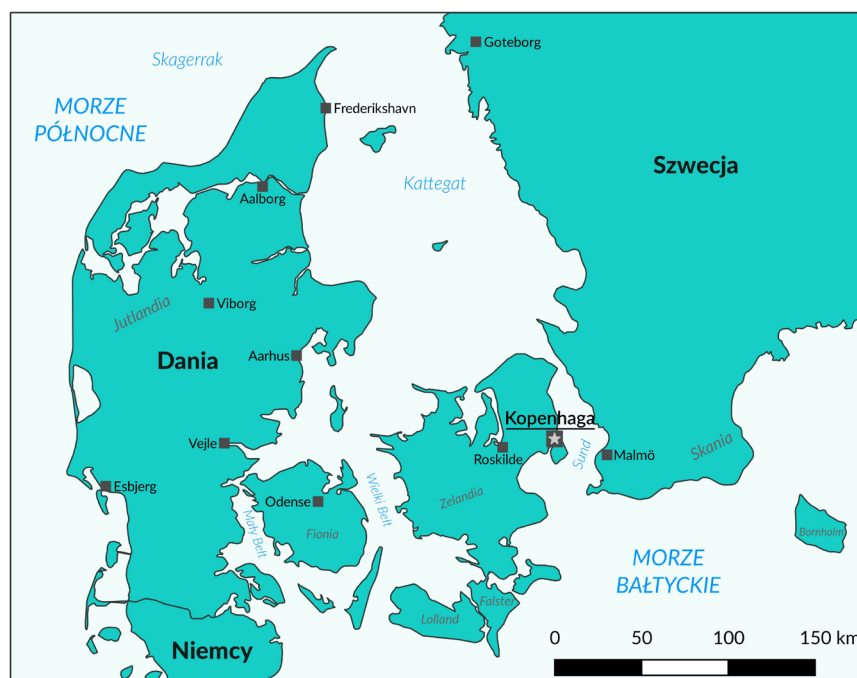 Goteborg
Skagerrak
MORZE
PÓŁNOCNE
Frederikshavn
Szwecja
Kattegat
Aalborg
Viborg
Jutlandia
Dania
Aarhus
Kopenhaga
Vejle
Roskilde
Sund
Malmö
Skania
Esbjerg
Odense
Wielki Bełt
Zelandia
Mały Bełt
Fionia
Bornholm
MORZE
BAŁTYCKIE
Lolland
Falster
Niemcy
0 50 100 150 km